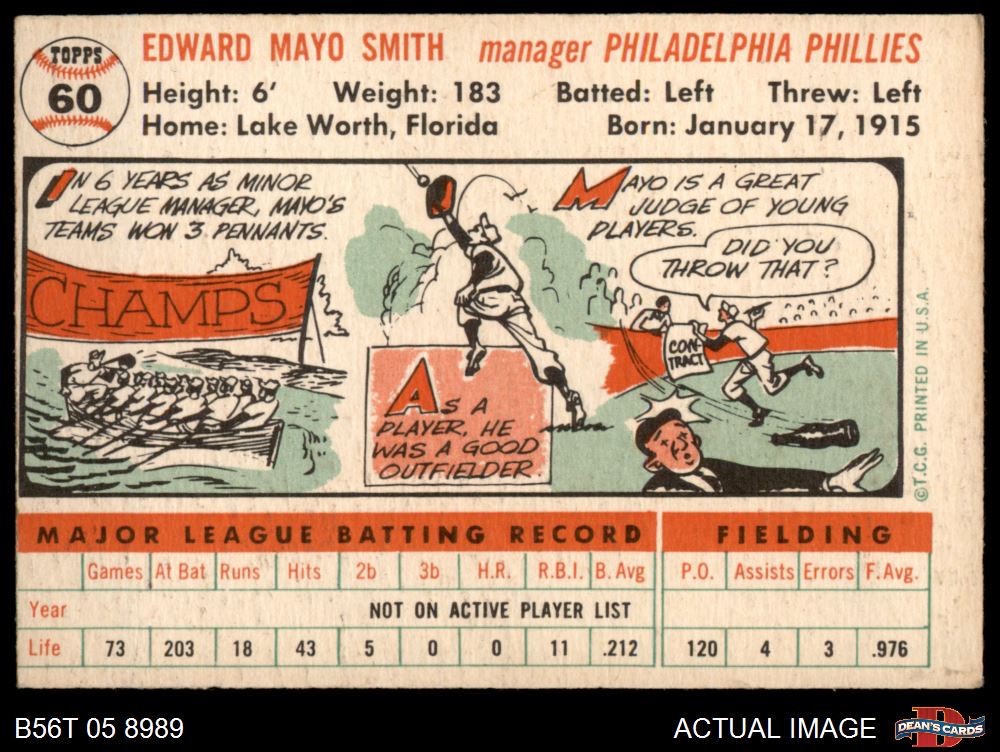 TOPPS
60
EDWARD MAYO SMITH manager PHILADELPHIA PHILLIES
Height: 6' Weight: 183 Batted: Left Threw: Left
Home: Lake Worth, Florida Born: January 17, 1915
IN 6 YEARS AS MINOR
LEAGUE MANAGER, MAYO'S
TEAMS WON 3 PENNANTS.
CHAMPS
AS A
PLAYER, HE
WAS A GOOD
OUTFIELDER.
MAYO IS A GREAT
JUDGE OF YOUNG
PLAYERS.
DID YOU
THROW THAT?
CON-
TRACT
©T.C.G. PRINTED IN U.S.A.
MAJOR LEAGUE BATTING RECORD FIELDING
Games At Bat Runs Hits 2b 3b H.R. R.B.I. B. Avg P.O. Assists Errors F. Avg.
Year NOT ON ACTIVE PLAYER LIST
Life 73 203 18 43 5 0 0 11 .212 120 4 3 .976
B56T 05 8989 ACTUAL IMAGE DEAN'S CARDS